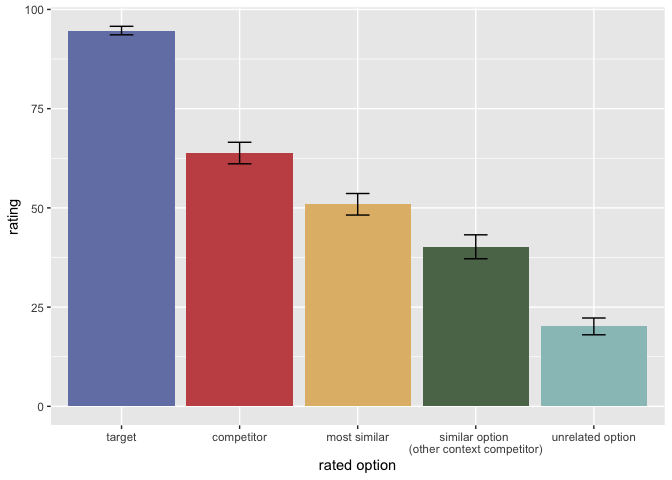 100
75
50
25
0
rating
target
competitor
most similar
similar option
(other context competitor)
unrelated option
rated option